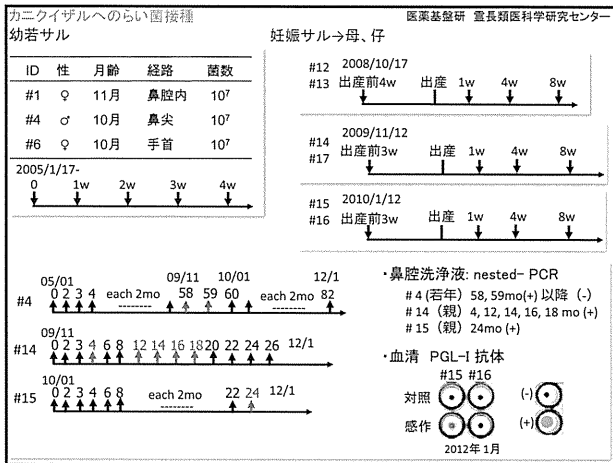 カニクイザルへのらい菌接種
医薬基盤研 霊長類医科学研究センター
幼若サル
ID 性 月齢 経路 菌数
#1 ♀ 11月 鼻腔内 10⁷
#4 ♂ 10月 鼻尖 10⁷
#6 ♀ 10月 手首 10⁷
2005/1/17-
0 1w 2w 3w 4w
妊娠サル→母、仔
#12 2008/10/17
#13 出産前4w 出産 1w 4w 8w
#14 2009/11/12
#17 出産前3w 出産 1w 4w 8w
#15 2010/1/12
#16 出産前3w 出産 1w 4w 8w
05/01 09/11 10/01 12/1
#4 0 2 3 4 each 2mo 58 59 60 each 2mo 82
09/11
#14 0 2 3 4 6 8 12 14 16 18 20 22 24 26 12/1
10/01
#15 0 2 3 4 6 8 each 2mo 22 24 12/1
・鼻腔洗浄液: nested- PCR
# 4 (若年) 58, 59mo(+) 以降 (-)
# 14 (親) 4, 12, 14, 16, 18 mo (+)
# 15 (親) 24mo (+)
・血清 PGL-I 抗体
#15 #16
対照 (-)
感作 (+)
2012年 1月